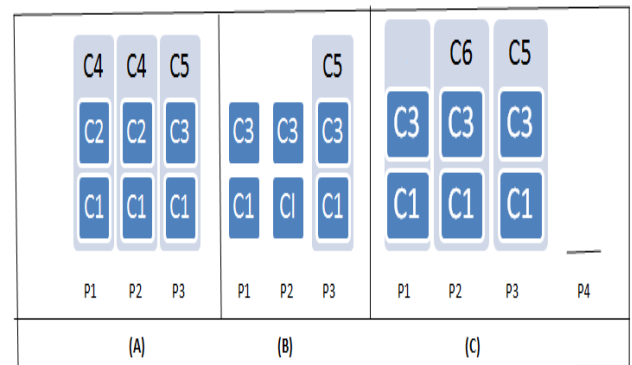 C4 C4 C5 C5 C6 C5
C2 C2 C3 C3 C3 C3 C3 C3 C3
C1 C1 C1 C1 CI C1 C1 C1 C1
P1 P2 P3 P1 P2 P3 P1 P2 P3 P4
(A) (B) (C)